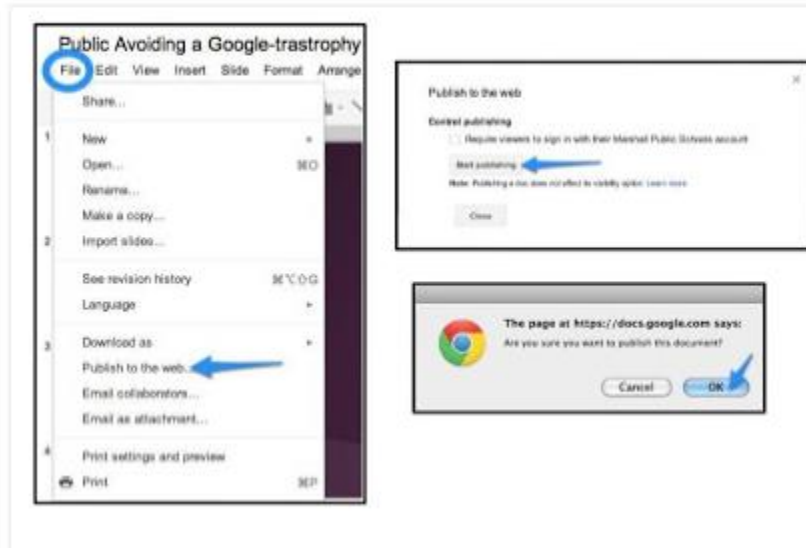 Public Avoiding a Google-trastrophy
File Edit View Insert Slide Format Arrange
Share...
1
New
Open... ⌘O
Rename...
Make a copy...
2
Import slides...
See revision history ⌘⌥⇧G
Language
3
Download as
Publish to the web...
Email collaborators...
Email as attachment...
4
Print settings and preview
Print ⌘P
Publish to the web
Control publishing
Require viewers to sign in with their Marshall Public Schools account
Start publishing
Note: Publishing a doc does not affect its visibility option. Learn more
Close
The page at https://docs.google.com says:
Are you sure you want to publish this document?
Cancel OK